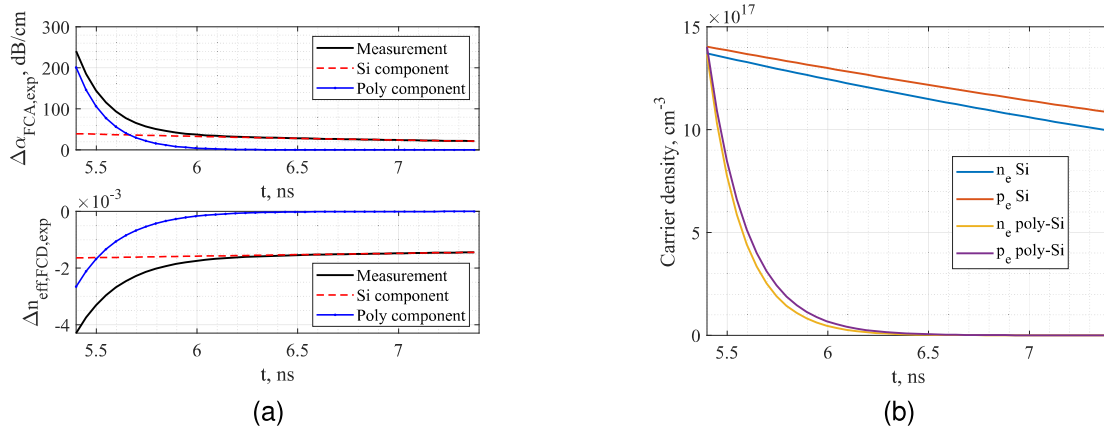 300
200
100
0
Δα_FCA,exp, dB/cm
Measurement
Si component
Poly component
5.5 6 6.5 7
t, ns
×10⁻³
0
-2
-4
Δn_eff,FCD,exp
Measurement
Si component
Poly component
5.5 6 6.5 7
t, ns
(a)
×10¹⁷
15
10
5
0
Carrier density, cm⁻³
n_e Si
p_e Si
n_e poly-Si
p_e poly-Si
5.5 6 6.5 7
t, ns
(b)